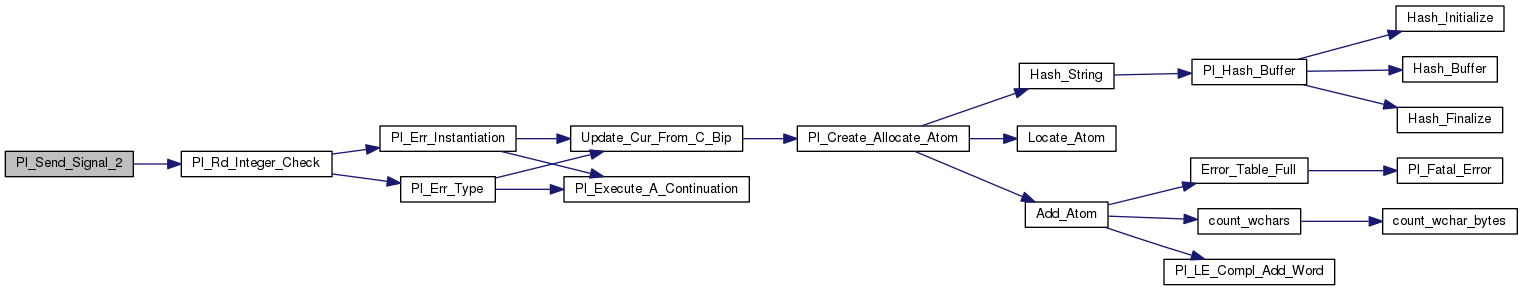 Pl_Send_Signal_2
Pl_Rd_Integer_Check
Pl_Err_Instantiation
Pl_Err_Type
Update_Cur_From_C_Bip
Pl_Execute_A_Continuation
Pl_Create_Allocate_Atom
Hash_String
Locate_Atom
Add_Atom
Pl_Hash_Buffer
Error_Table_Full
count_wchars
Pl_LE_Compl_Add_Word
Hash_Initialize
Hash_Buffer
Hash_Finalize
Pl_Fatal_Error
count_wchar_bytes